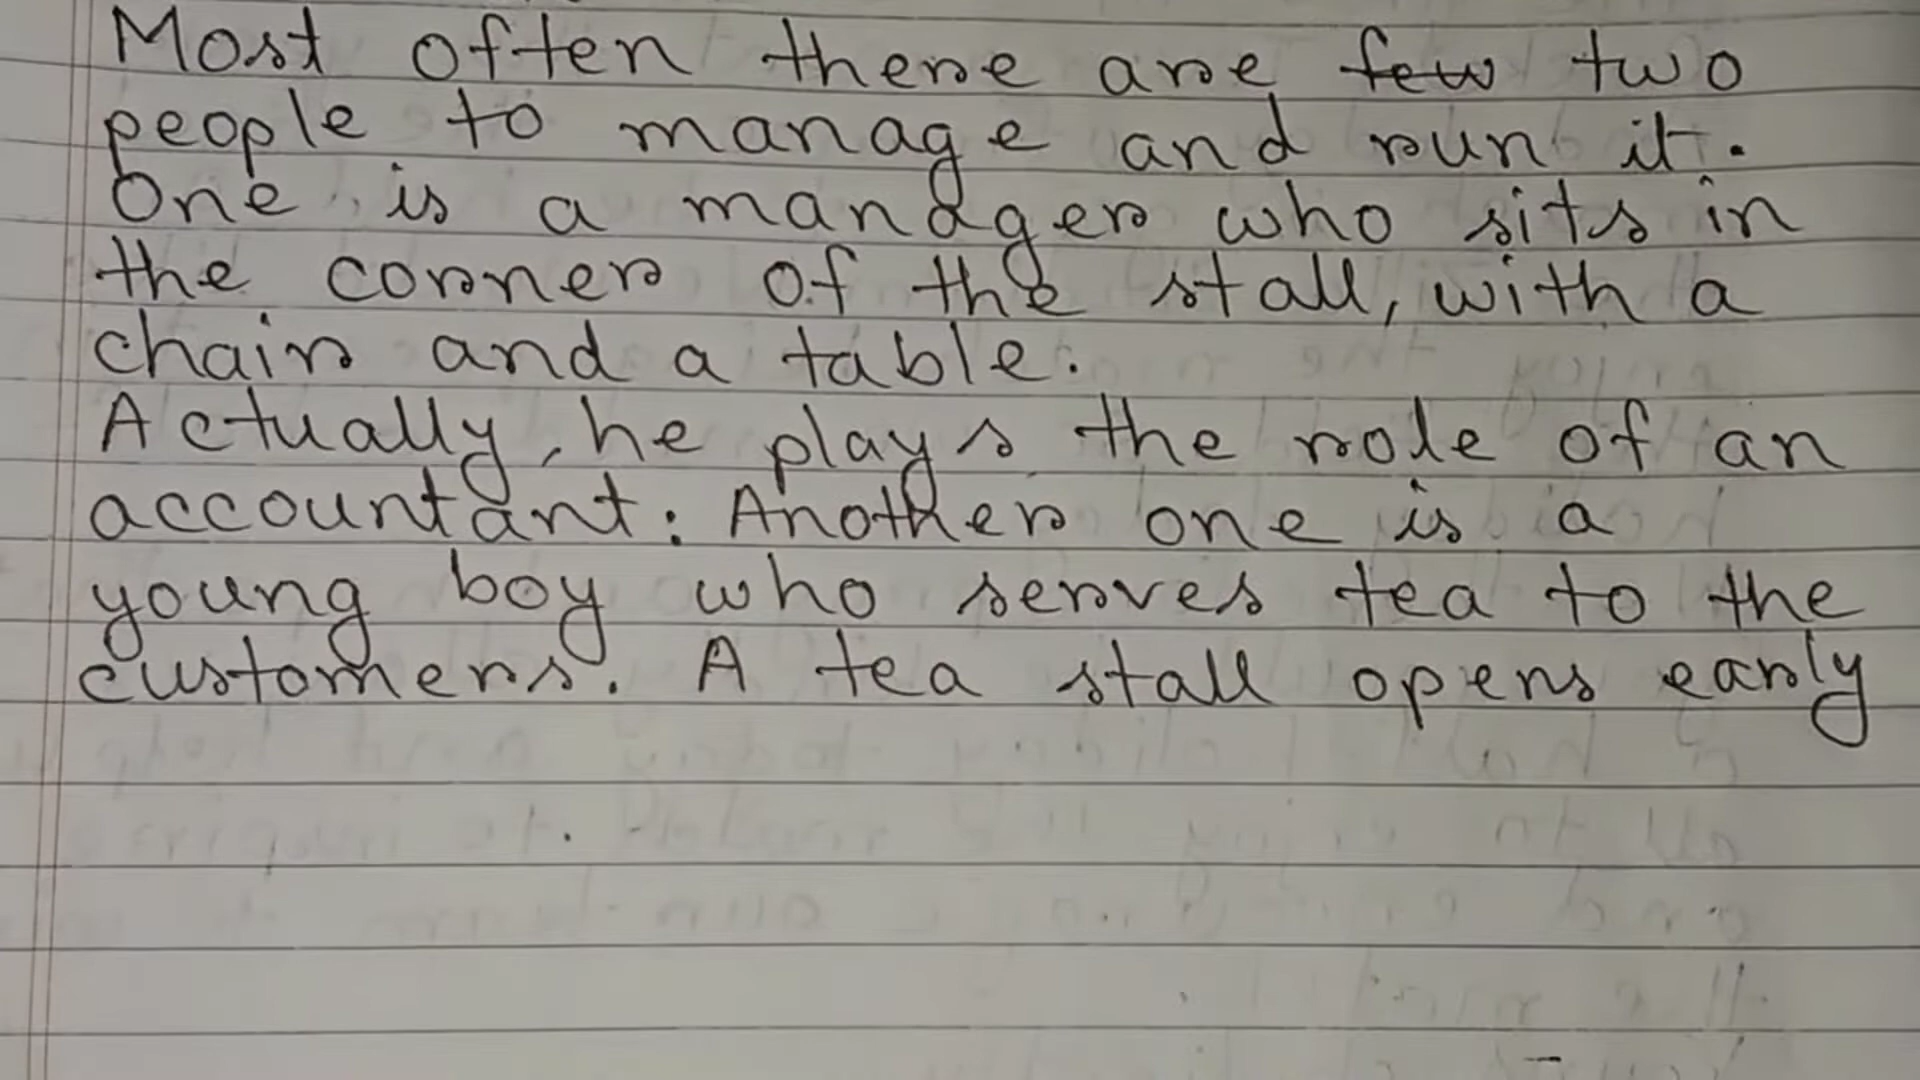 Most often there are few two
people to manage and run it.
One is a manager who sits in
the corner of the stall, with a
chair and a table.
Actually, he plays the role of an
accountant. Another one is a
young boy who serves tea to the
customers. A tea stall opens early